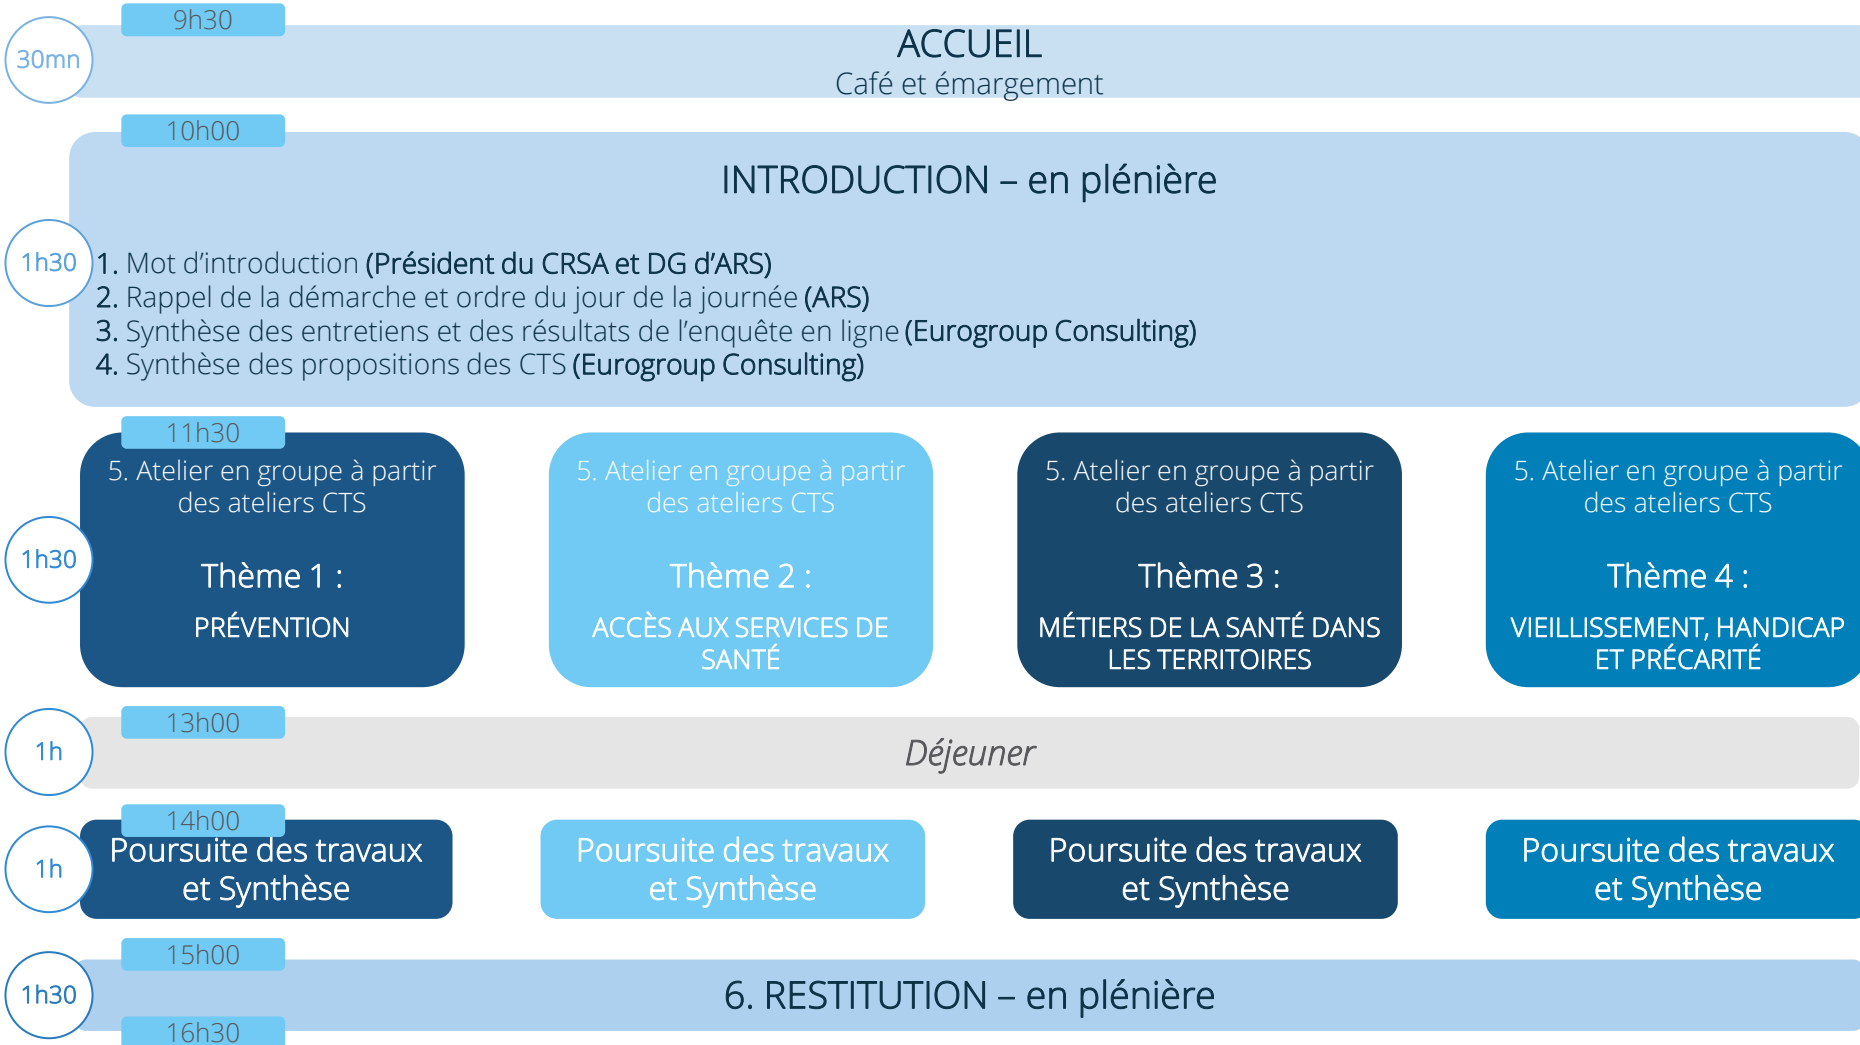 9h30
30mn
ACCUEIL
Café et émargement
10h00
INTRODUCTION – en plénière
1h30
1. Mot d’introduction (Président du CRSA et DG d’ARS)
2. Rappel de la démarche et ordre du jour de la journée (ARS)
3. Synthèse des entretiens et des résultats de l’enquête en ligne (Eurogroup Consulting)
4. Synthèse des propositions des CTS (Eurogroup Consulting)
11h30
1h30
5. Atelier en groupe à partir
des ateliers CTS
Thème 1 :
PRÉVENTION
5. Atelier en groupe à partir
des ateliers CTS
Thème 2 :
ACCÈS AUX SERVICES DE
SANTÉ
5. Atelier en groupe à partir
des ateliers CTS
Thème 3 :
MÉTIERS DE LA SANTÉ DANS
LES TERRITOIRES
5. Atelier en groupe à partir
des ateliers CTS
Thème 4 :
VIEILLISSEMENT, HANDICAP
ET PRÉCARITÉ
13h00
1h
Déjeuner
14h00
1h
Poursuite des travaux
et Synthèse
Poursuite des travaux
et Synthèse
Poursuite des travaux
et Synthèse
Poursuite des travaux
et Synthèse
15h00
1h30
6. RESTITUTION – en plénière
16h30